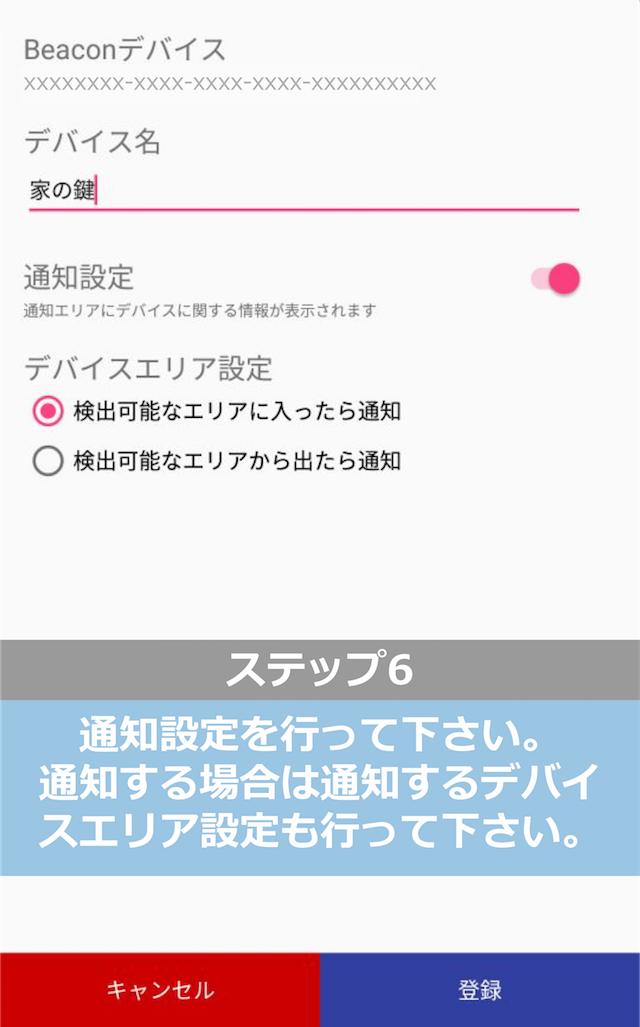 Beaconデバイス
xxxxxxxx-xxxx-xxxx-xxxx-xxxxxxxxxx
デバイス名
家の鍵
通知設定
通知エリアにデバイスに関する情報が表示されます
デバイスエリア設定
検出可能なエリアに入ったら通知
検出可能なエリアから出たら通知
ステップ6
通知設定を行って下さい。
通知する場合は通知するデバイ
スエリア設定も行って下さい。
キャンセル
登録